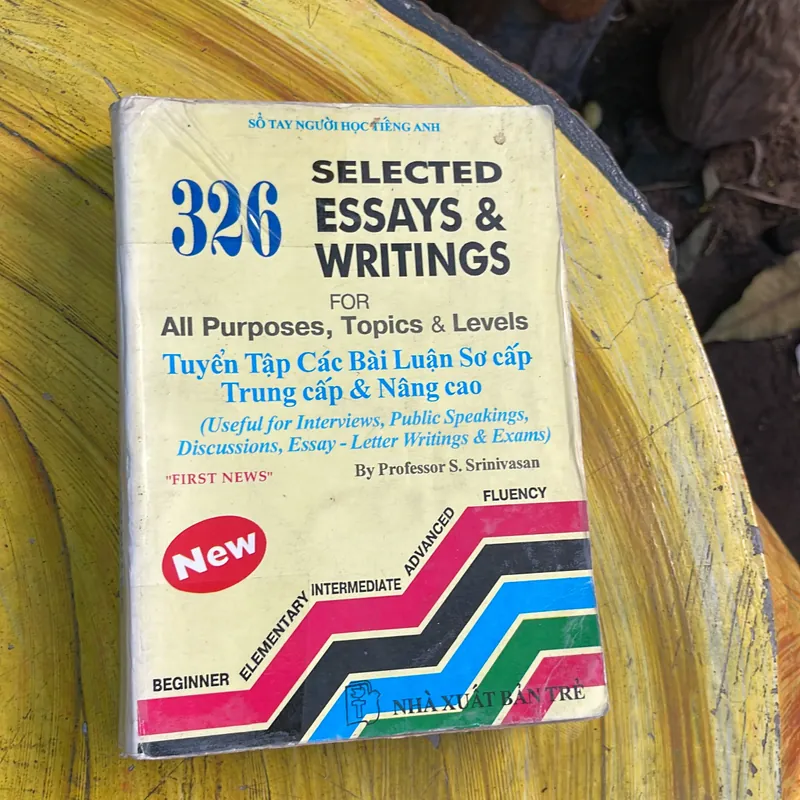 SỔ TAY NGƯỜI HỌC TIẾNG ANH
326 SELECTED
ESSAYS &
WRITINGS
FOR
All Purposes, Topics & Levels
Tuyển Tập Các Bài Luận Sơ cấp
Trung cấp & Nâng cao
(Useful for Interviews, Public Speakings,
Discussions, Essay - Letter Writings & Exams)
By Professor S. Srinivasan
"FIRST NEWS"
New
FLUENCY
ADVANCED
INTERMEDIATE
ELEMENTARY
BEGINNER
NHÀ XUẤT BẢN TRẺ